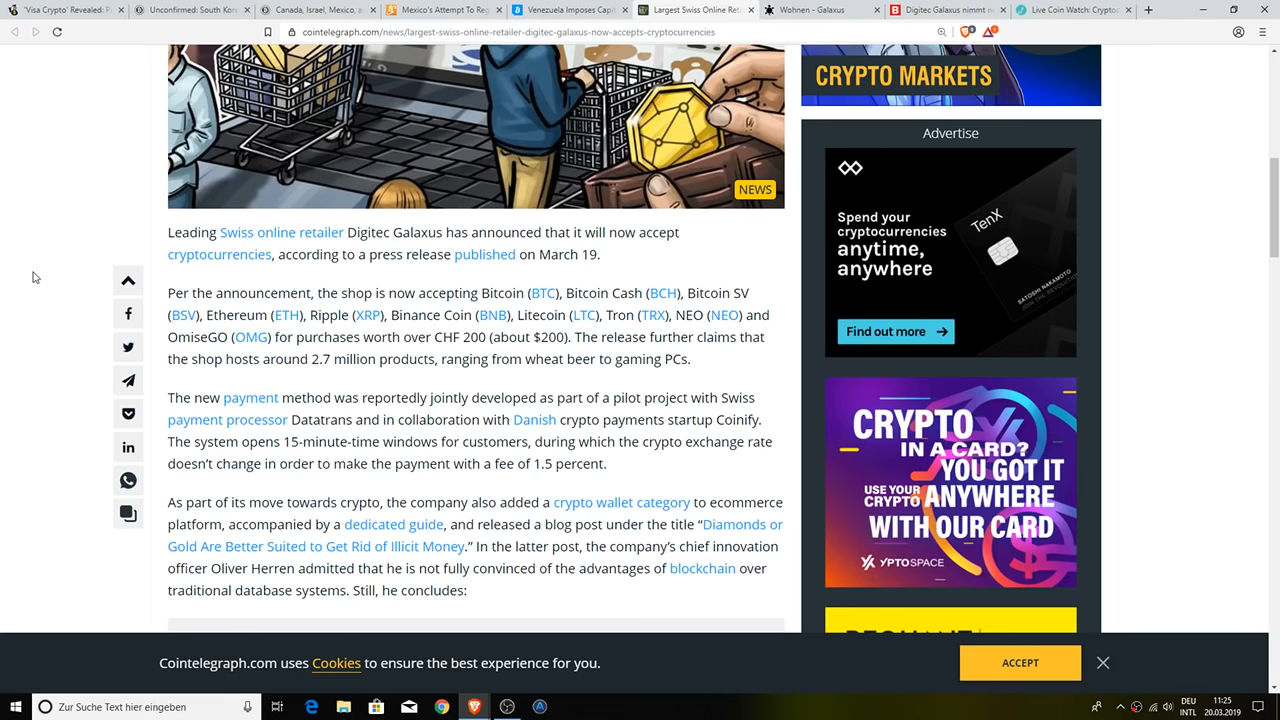 'Visa Crypto' Revealed: P
Unconfirmed: South Kore
Canada, Israel, Mexico, a
Mexico's Attempt To Reg
Venezuela Imposes Capit
Largest Swiss Online Reta
Wohnen - Galaxus
Digitec Galaxus nimmt n
Live Coin Watch: Cryptoc
cointelegraph.com/news/largest-swiss-online-retailer-digitec-galaxus-now-accepts-cryptocurrencies
NEWS
Leading Swiss online retailer Digitec Galaxus has announced that it will now accept
cryptocurrencies, according to a press release published on March 19.
Per the announcement, the shop is now accepting Bitcoin (BTC), Bitcoin Cash (BCH), Bitcoin SV
(BSV), Ethereum (ETH), Ripple (XRP), Binance Coin (BNB), Litecoin (LTC), Tron (TRX), NEO (NEO) and
OmiseGO (OMG) for purchases worth over CHF 200 (about $200). The release further claims that
the shop hosts around 2.7 million products, ranging from wheat beer to gaming PCs.
The new payment method was reportedly jointly developed as part of a pilot project with Swiss
payment processor Datatrans and in collaboration with Danish crypto payments startup Coinify.
The system opens 15-minute-time windows for customers, during which the crypto exchange rate
doesn't change in order to make the payment with a fee of 1.5 percent.
As part of its move towards crypto, the company also added a crypto wallet category to ecommerce
platform, accompanied by a dedicated guide, and released a blog post under the title “Diamonds or
Gold Are Better Suited to Get Rid of Illicit Money.” In the latter post, the company's chief innovation
officer Oliver Herren admitted that he is not fully convinced of the advantages of blockchain over
traditional database systems. Still, he concludes:
CRYPTO MARKETS
Advertise
Spend your
cryptocurrencies
anytime,
anywhere
Find out more →
TenX
SATOSHI NAKAMOTO
CRYPTO
IN A CARD?
YOU GOT IT
USE YOUR
CRYPTO ANYWHERE
WITH OUR CARD
YPTOSPACE
Cointelegraph.com uses Cookies to ensure the best experience for you.
ACCEPT
Zur Suche Text hier eingeben
DEU
INTL
11:25
20.03.2019